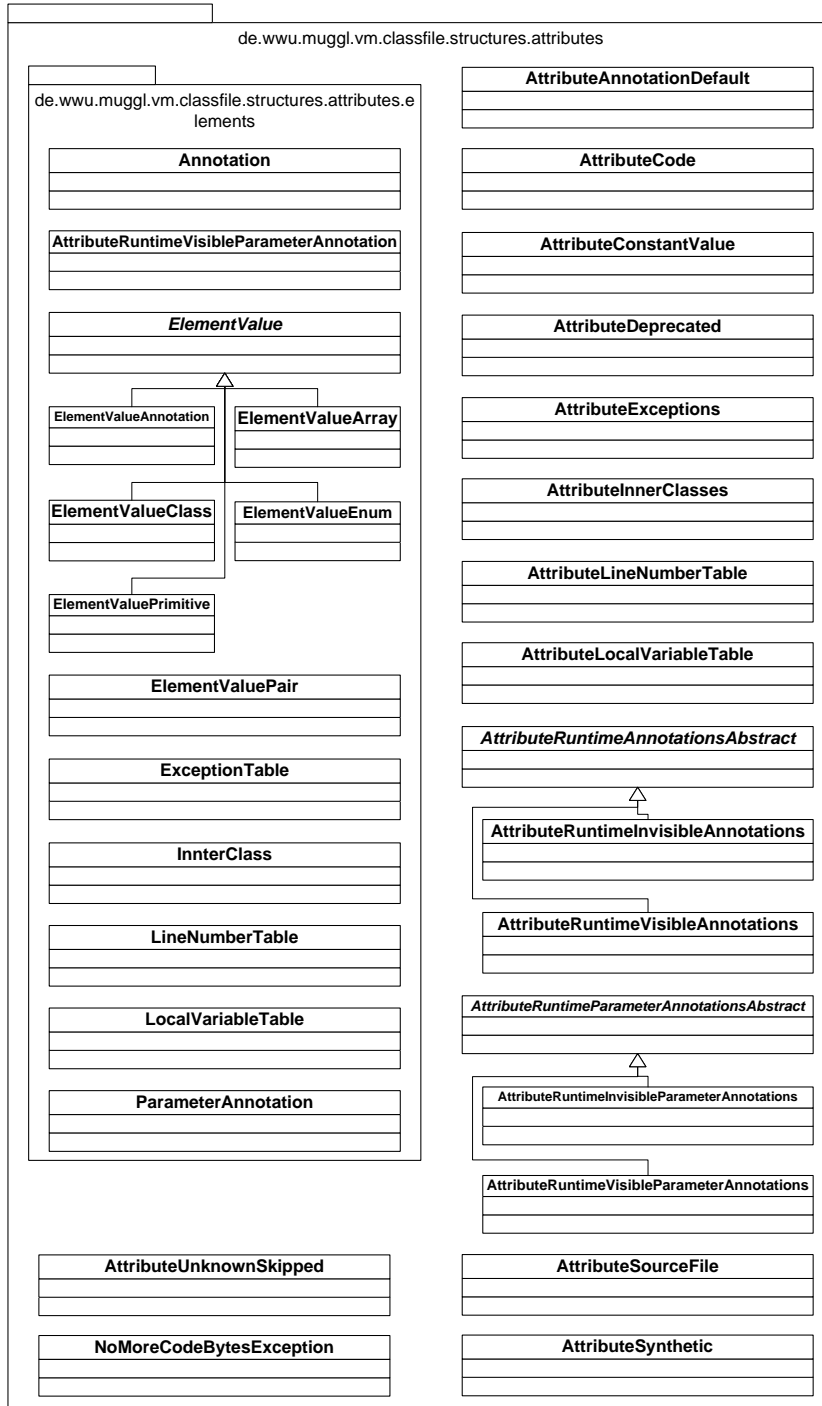 de.wwu.muggl.vm.classfile.structures.attributes
de.wwu.muggl.vm.classfile.structures.attributes.e
lements
Annotation
AttributeRuntimeVisibleParameterAnnotation
ElementValue
ElementValueAnnotation
ElementValueArray
ElementValueClass
ElementValueEnum
ElementValuePrimitive
ElementValuePair
ExceptionTable
InnterClass
LineNumberTable
LocalVariableTable
ParameterAnnotation
AttributeUnknownSkipped
NoMoreCodeBytesException
AttributeAnnotationDefault
AttributeCode
AttributeConstantValue
AttributeDeprecated
AttributeExceptions
AttributeInnerClasses
AttributeLineNumberTable
AttributeLocalVariableTable
AttributeRuntimeAnnotationsAbstract
AttributeRuntimeInvisibleAnnotations
AttributeRuntimeVisibleAnnotations
AttributeRuntimeParameterAnnotationsAbstract
AttributeRuntimeInvisibleParameterAnnotations
AttributeRuntimeVisibleParameterAnnotations
AttributeSourceFile
AttributeSynthetic